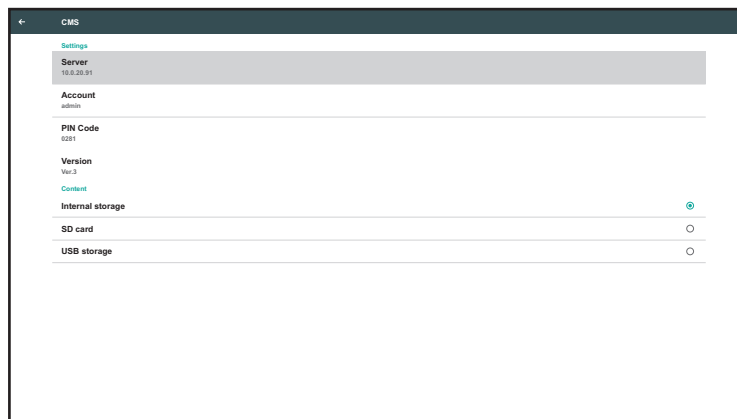 CMS
Settings
Server
10.0.20.91
Account
admin
PIN Code
0281
Version
Ver.3
Content
Internal storage
SD card
USB storage